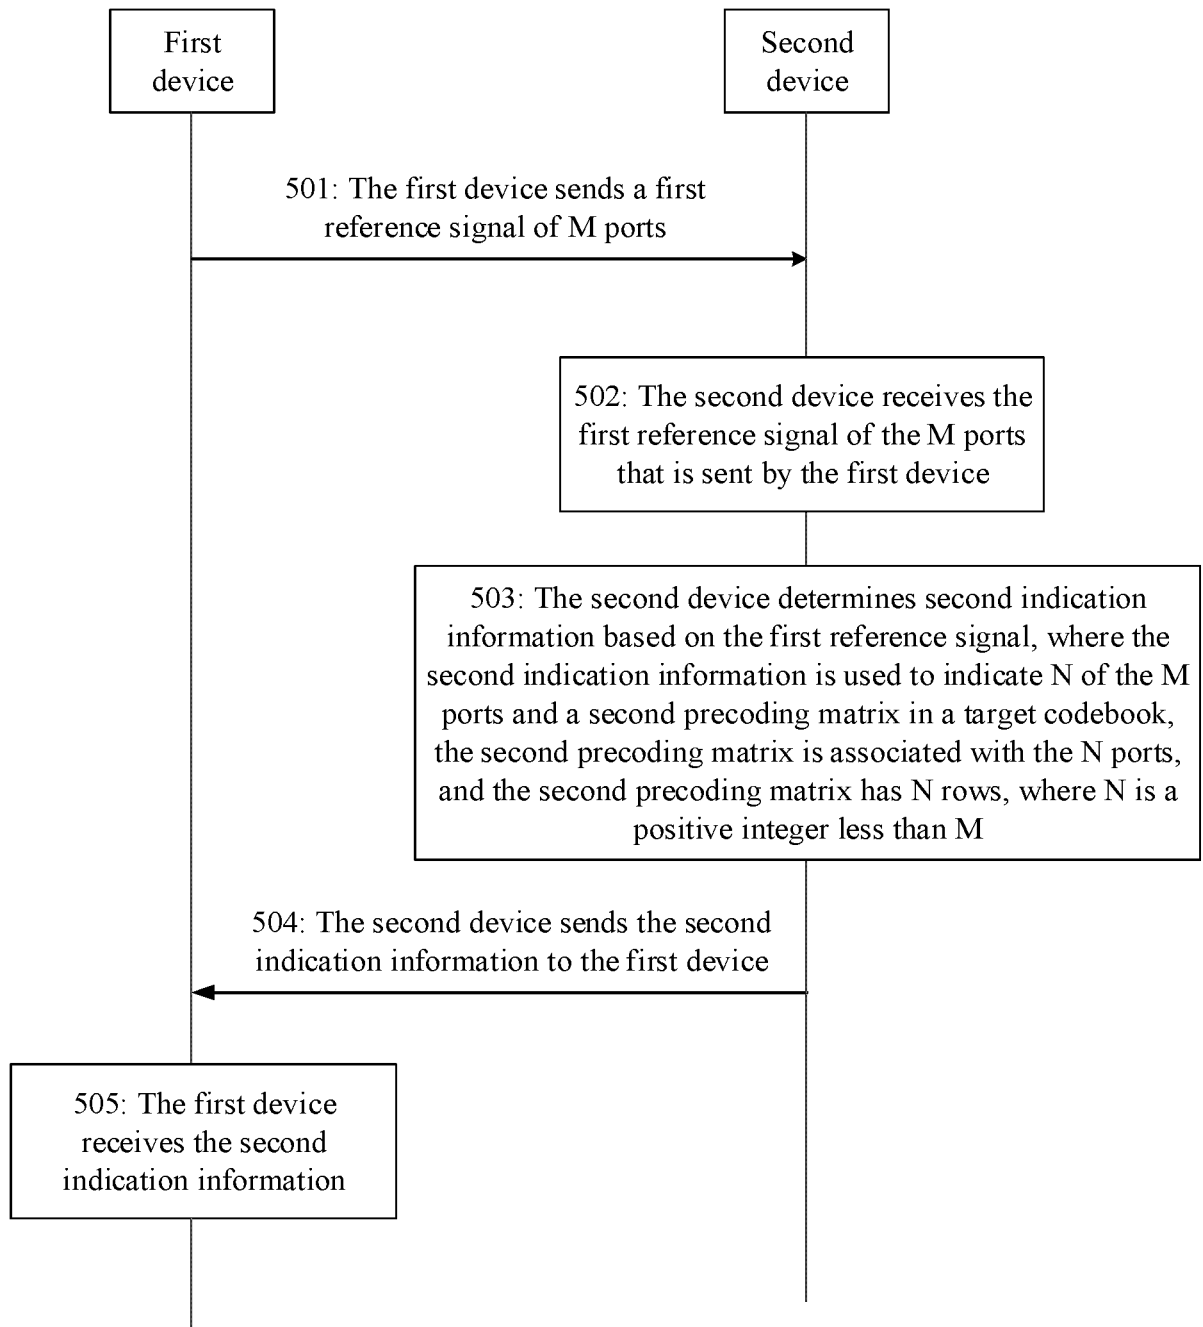 First
device
Second
device
501: The first device sends a first
reference signal of M ports
502: The second device receives the
first reference signal of the M ports
that is sent by the first device
503: The second device determines second indication
information based on the first reference signal, where the
second indication information is used to indicate N of the M
ports and a second precoding matrix in a target codebook,
the second precoding matrix is associated with the N ports,
and the second precoding matrix has N rows, where N is a
positive integer less than M
504: The second device sends the second
indication information to the first device
505: The first device
receives the second
indication information